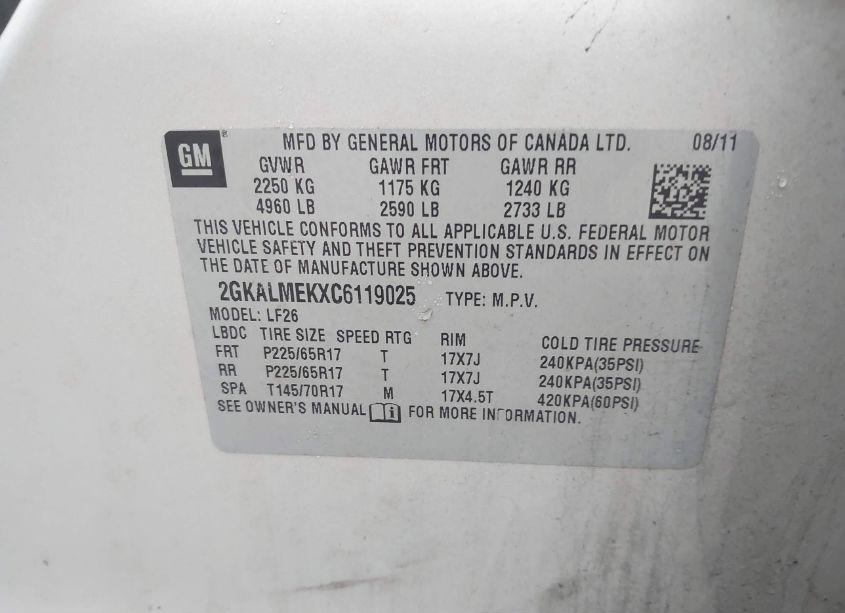 GM ® MFD BY GENERAL MOTORS OF CANADA LTD. 08/11
GVWR GAWR FRT GAWR RR
2250 KG 1175 KG 1240 KG
4960 LB 2590 LB 2733 LB
THIS VEHICLE CONFORMS TO ALL APPLICABLE U.S. FEDERAL MOTOR
VEHICLE SAFETY AND THEFT PREVENTION STANDARDS IN EFFECT ON
THE DATE OF MANUFACTURE SHOWN ABOVE.
2GKALMEKXC6119025 TYPE: M.P.V.
MODEL: LF26
LBDC TIRE SIZE SPEED RTG RIM COLD TIRE PRESSURE
FRT P225/65R17 T 17X7J 240KPA(35PSI)
RR P225/65R17 T 17X7J 240KPA(35PSI)
SPA T145/70R17 M 17X4.5T 420KPA(60PSI)
SEE OWNER'S MANUAL FOR MORE INFORMATION.